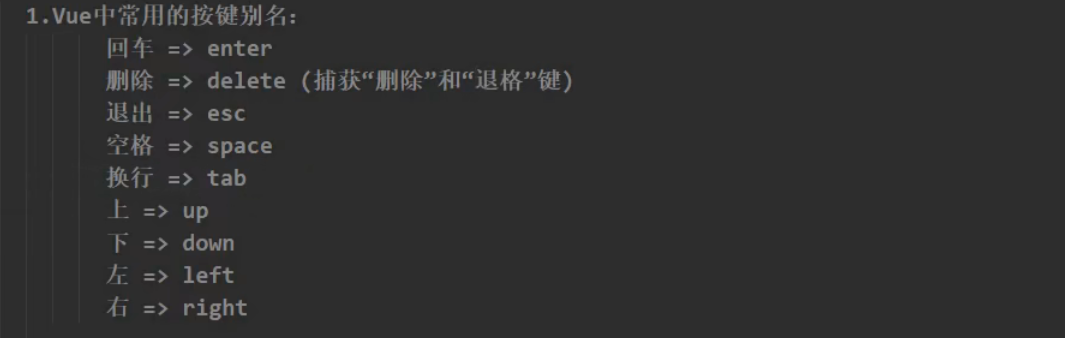 1.Vue中常用的按键别名：
回车 => enter
删除 => delete (捕获“删除”和“退格”键)
退出 => esc
空格 => space
换行 => tab
上 => up
下 => down
左 => left
右 => right